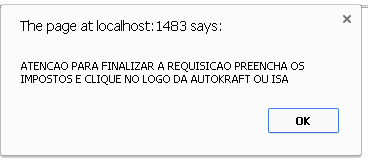 The page at localhost:1483 says:
ATENCAO PARA FINALIZAR A REQUISICAO PREENCHA OS
IMPOSTOS E CLIQUE NO LOGO DA AUTOKRAFT OU ISA
OK